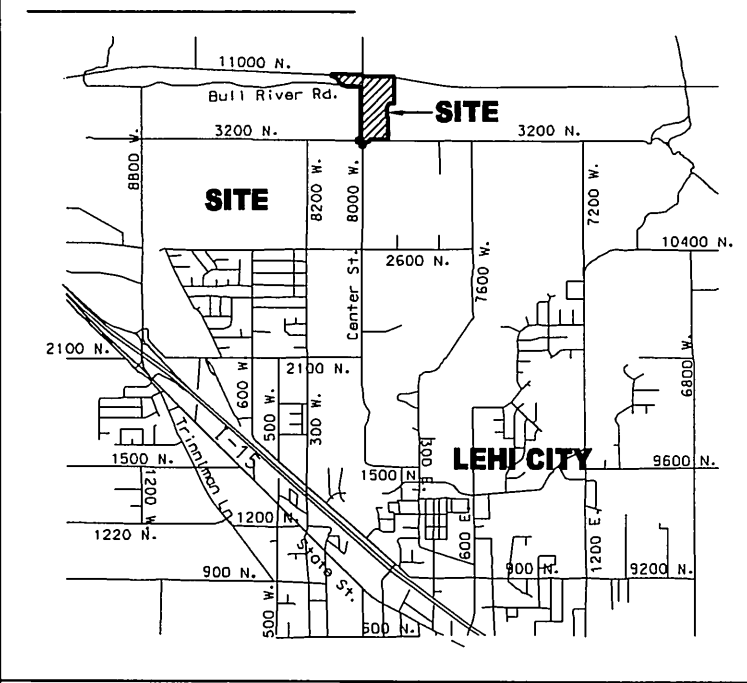 11000 N.
Bull River Rd.
SITE
3200 N.
3200 N.
8800 W.
SITE
8200 W.
8000 W.
7200 W.
10400 N.
2600 N.
7600 W.
Center St.
2100 N.
2100 N.
600 W.
500 W.
300 W.
6800 W.
Trinniman Ln
I-15
1500 N.
1200 W.
1500 N
300 E.
LEHI CITY
9600 N.
1200 N.
1220 N.
State St.
600 E.
1200 E.
900 N.
900 N.
9200 N.
500 W.
600 N.